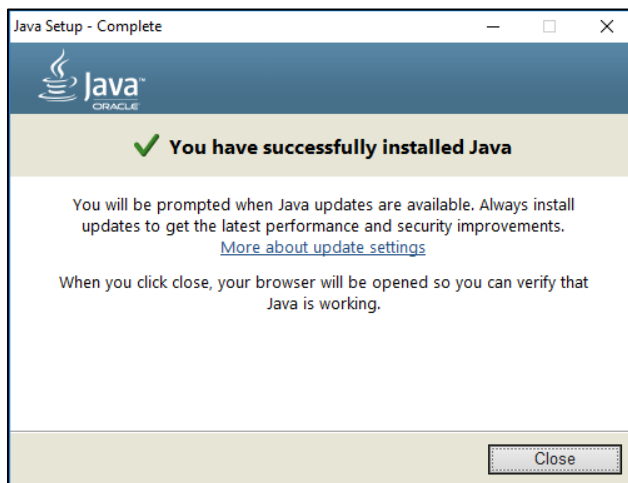 Java Setup - Complete
Java™
ORACLE
You have successfully installed Java
You will be prompted when Java updates are available. Always install
updates to get the latest performance and security improvements.
More about update settings
When you click close, your browser will be opened so you can verify that
Java is working.
Close